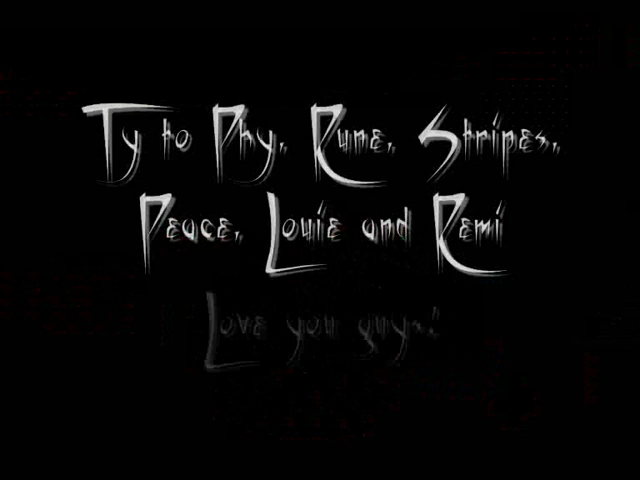 Ty to Phy, Rune, Stripes,
Peace, Louie and Remi
Love you guys!